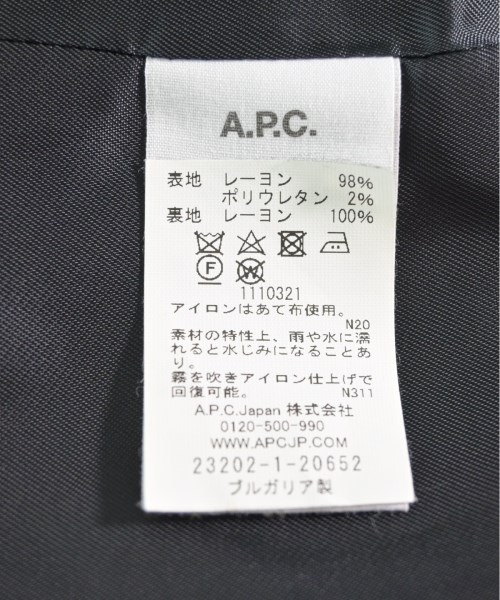 A.P.C.
表地 レーヨン 98%
ポリウレタン 2%
裏地 レーヨン 100%
F W
1110321
アイロンはあて布使用。
N20
素材の特性上、雨や水に濡
れると水じみになることあ
り。
霧を吹きアイロン仕上げで
回復可能。 N311
A.P.C.Japan 株式会社
0120-500-990
WWW.APCJP.COM
23202-1-20652
ブルガリア製